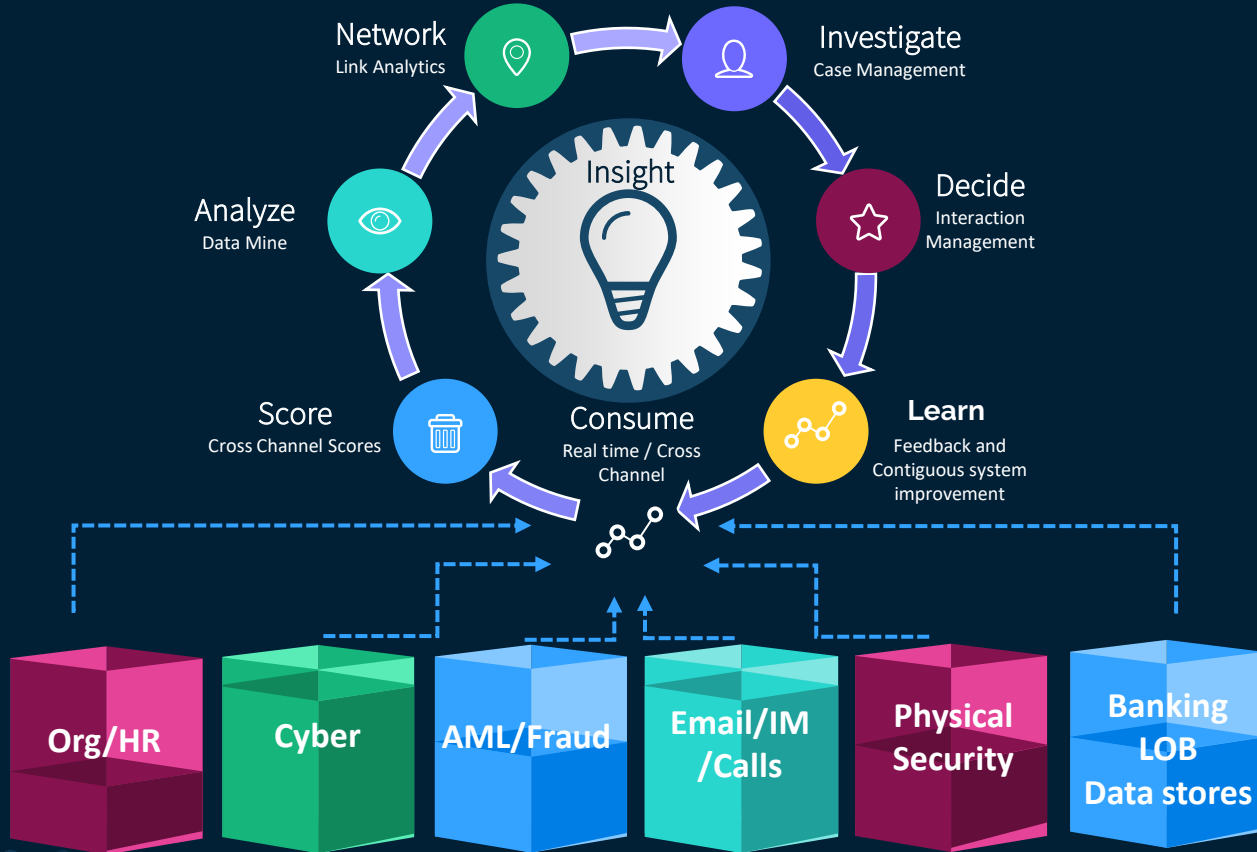 Network
Link Analytics
Investigate
Case Management
Insight
Analyze
Data Mine
Decide
Interaction
Management
Score
Cross Channel Scores
Consume
Real time / Cross
Channel
Learn
Feedback and
Contiguous system
improvement
Org/HR
Cyber
AML/Fraud
Email/IM
/Calls
Physical
Security
Banking
LOB
Data stores